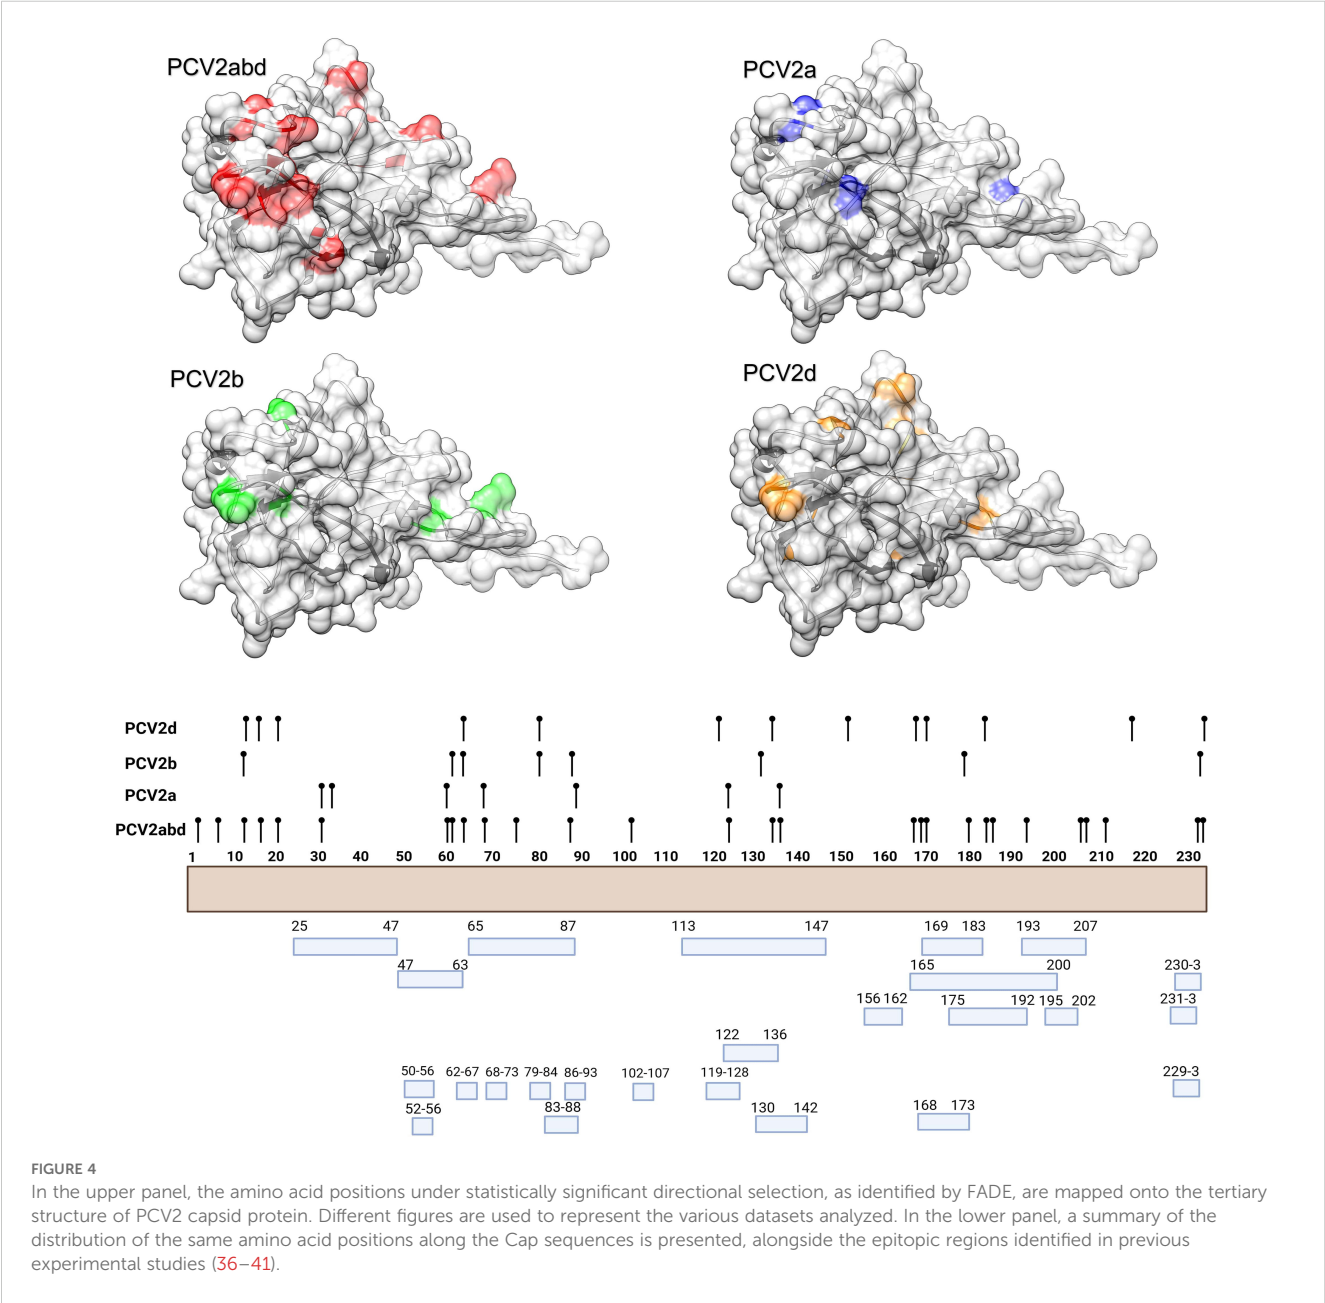 PCV2abd
PCV2a
PCV2b
PCV2d
PCV2d
PCV2b
PCV2a
PCV2abd
1 10 20 30 40 50 60 70 80 90 100 110 120 130 140 150 160 170 180 190 200 210 220 230
25 47 65 87 113 147 169 183 193 207
47 63 165 200 230-3
156 162 175 192 195 202 231-3
122 136
50-56 62-67 68-73 79-84 86-93 102-107 119-128 229-3
52-56 83-88 130 142 168 173
FIGURE 4
In the upper panel, the amino acid positions under statistically significant directional selection, as identified by FADE, are mapped onto the tertiary
structure of PCV2 capsid protein. Different figures are used to represent the various datasets analyzed. In the lower panel, a summary of the
distribution of the same amino acid positions along the Cap sequences is presented, alongside the epitopic regions identified in previous
experimental studies (36–41).